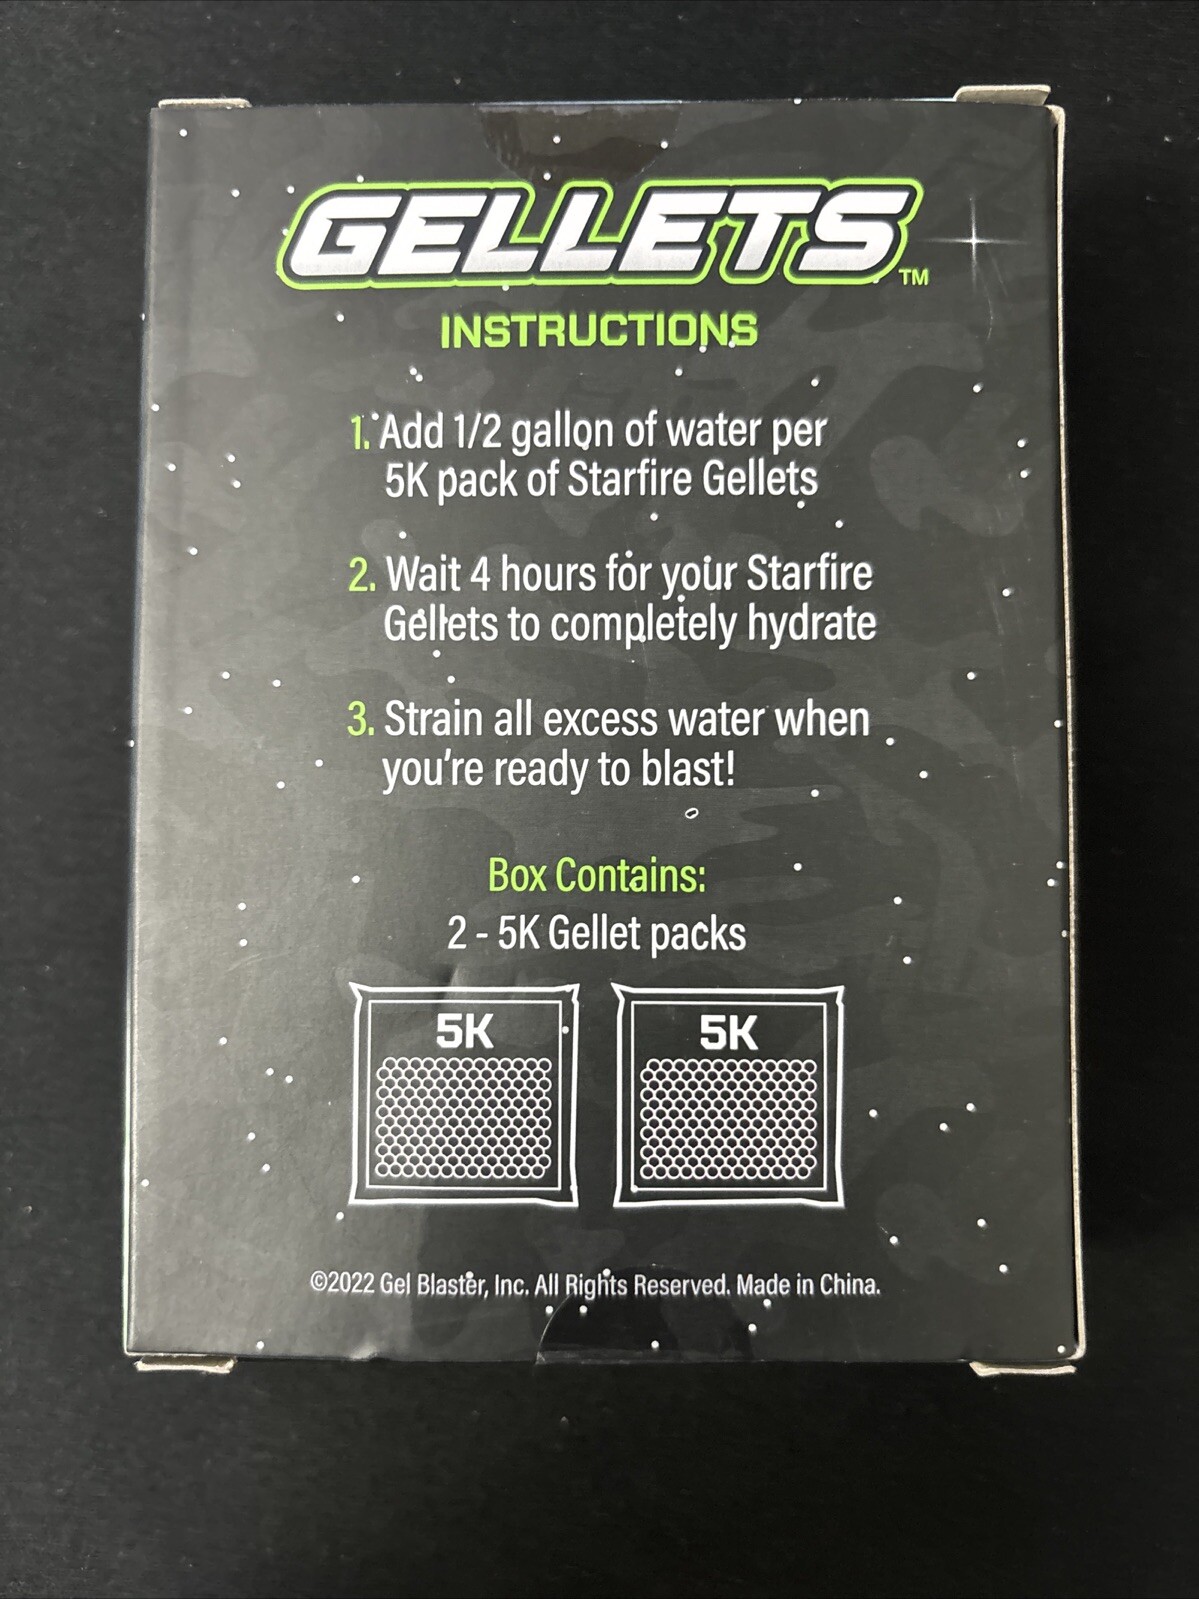 GELLETS™
INSTRUCTIONS
1. Add 1/2 gallon of water per
5K pack of Starfire Gellets
2. Wait 4 hours for your Starfire
Gellets to completely hydrate
3. Strain all excess water when
you're ready to blast!
Box Contains:
2 - 5K Gellet packs
5K 5K
©2022 Gel Blaster, Inc. All Rights Reserved. Made in China.